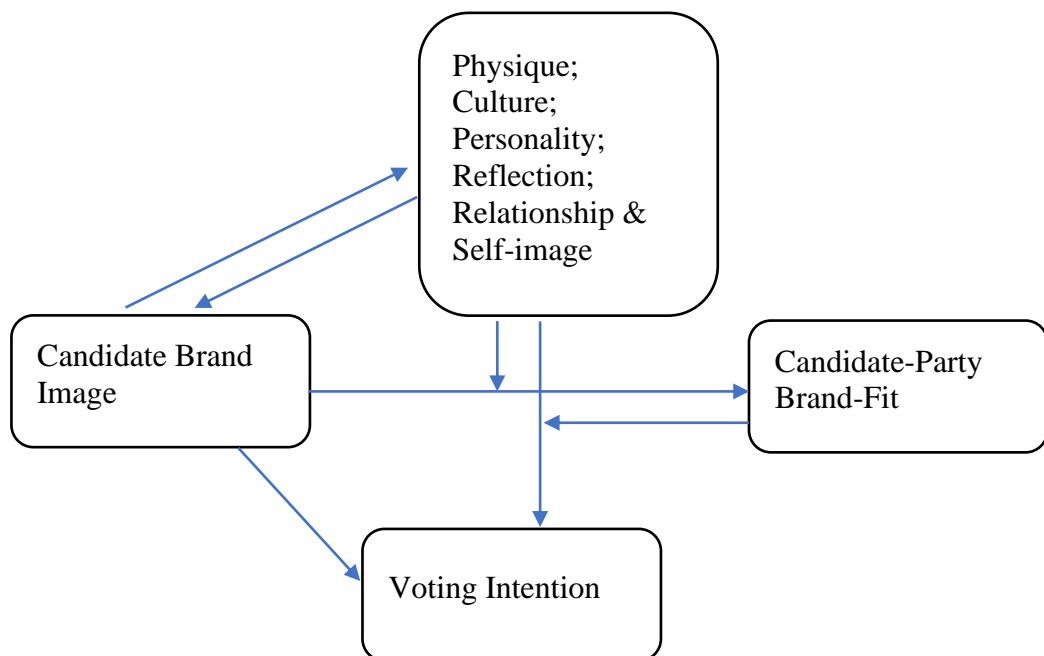 Physique;
Culture;
Personality;
Reflection;
Relationship &
Self-image
Candidate Brand
Image
Candidate-Party
Brand-Fit
Voting Intention